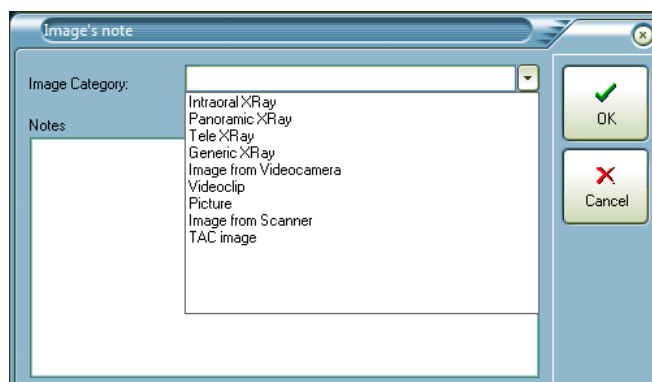 Image's note
Image Category:
Intraoral XRay
Panoramic XRay
Tele XRay
Generic XRay
Image from Videocamera
Videoclip
Picture
Image from Scanner
TAC image
Notes
OK
Cancel